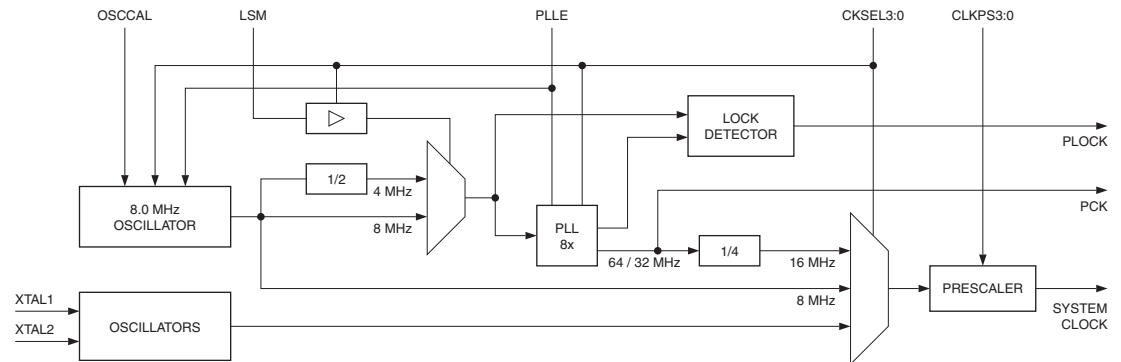 OSCCAL
LSM
PLLE
CKSEL3:0
CLKPS3:0
LOCK
DETECTOR
PLOCK
1/2
4 MHz
8.0 MHz
OSCILLATOR
8 MHz
PLL
8x
PCK
64 / 32 MHz
1/4
16 MHz
8 MHz
PRESCALER
SYSTEM
CLOCK
XTAL1
XTAL2
OSCILLATORS